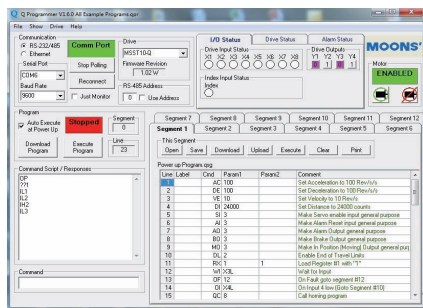 Q Programmer V1.6.0 All Example Programs.qpr
File Show Drive Help
Communication
RS-232/485
Ethernet
Comm Port
Serial Port
COM6
Baud Rate
9600
Stop Polling
Reconnect
Just Monitor
Drive
MSST10-Q
Firmware Revision
1.02 W
RS-485 Address
0 Use Address
I/O Status Drive Status Alarm Status
Drive Input Status
X1 X2 X3 X4 X5 X6 X7 X8
Drive Outputs
Y1 Y2 Y3 Y4
Index Input Status
Index
MOONS'
Motor
ENABLED
Program
Auto Execute at Power Up
Stopped
Segment
0
Line
23
Download Program
Execute Program
Command Script / Responses
OP
??1
IL1
IL2
IH2
IL3
Command
Segment 7 Segment 8 Segment 9 Segment 10 Segment 11 Segment 12
Segment 1 Segment 2 Segment 3 Segment 4 Segment 5 Segment 6
This Segment
Open Save Download Upload Execute Clear Print
Power up Program.qsg
Line Label Cmd Param1 Param2 Comment
1 AC 100 Set Acceleration to 100 Rev/s/s
2 DE 100 Set Deceleration to 100 Rev/s/s
3 VE 10 Set Velocity to 10 Rev/s
4 DI 24000 Set Distance to 24000 counts
5 SI 3 Make Servo enable input general purpose
6 AI 3 Make Alarm Reset input general purpose
7 AO 3 Make Alarm Output general purpose
8 BO 3 Make Brake Output general purpose
9 MO 3 Make In Position (Moving) Output general purp
10 DL 2 Enable End of Travel Limits
11 RX 1 1 Load Register #1 with "1"
12 WI X3L Wait for Input
13 OF 12 On Fault goto segment #12
14 OI X4L On Input 4 low (Goto Segment #10)
15 QC 8 Call homing program